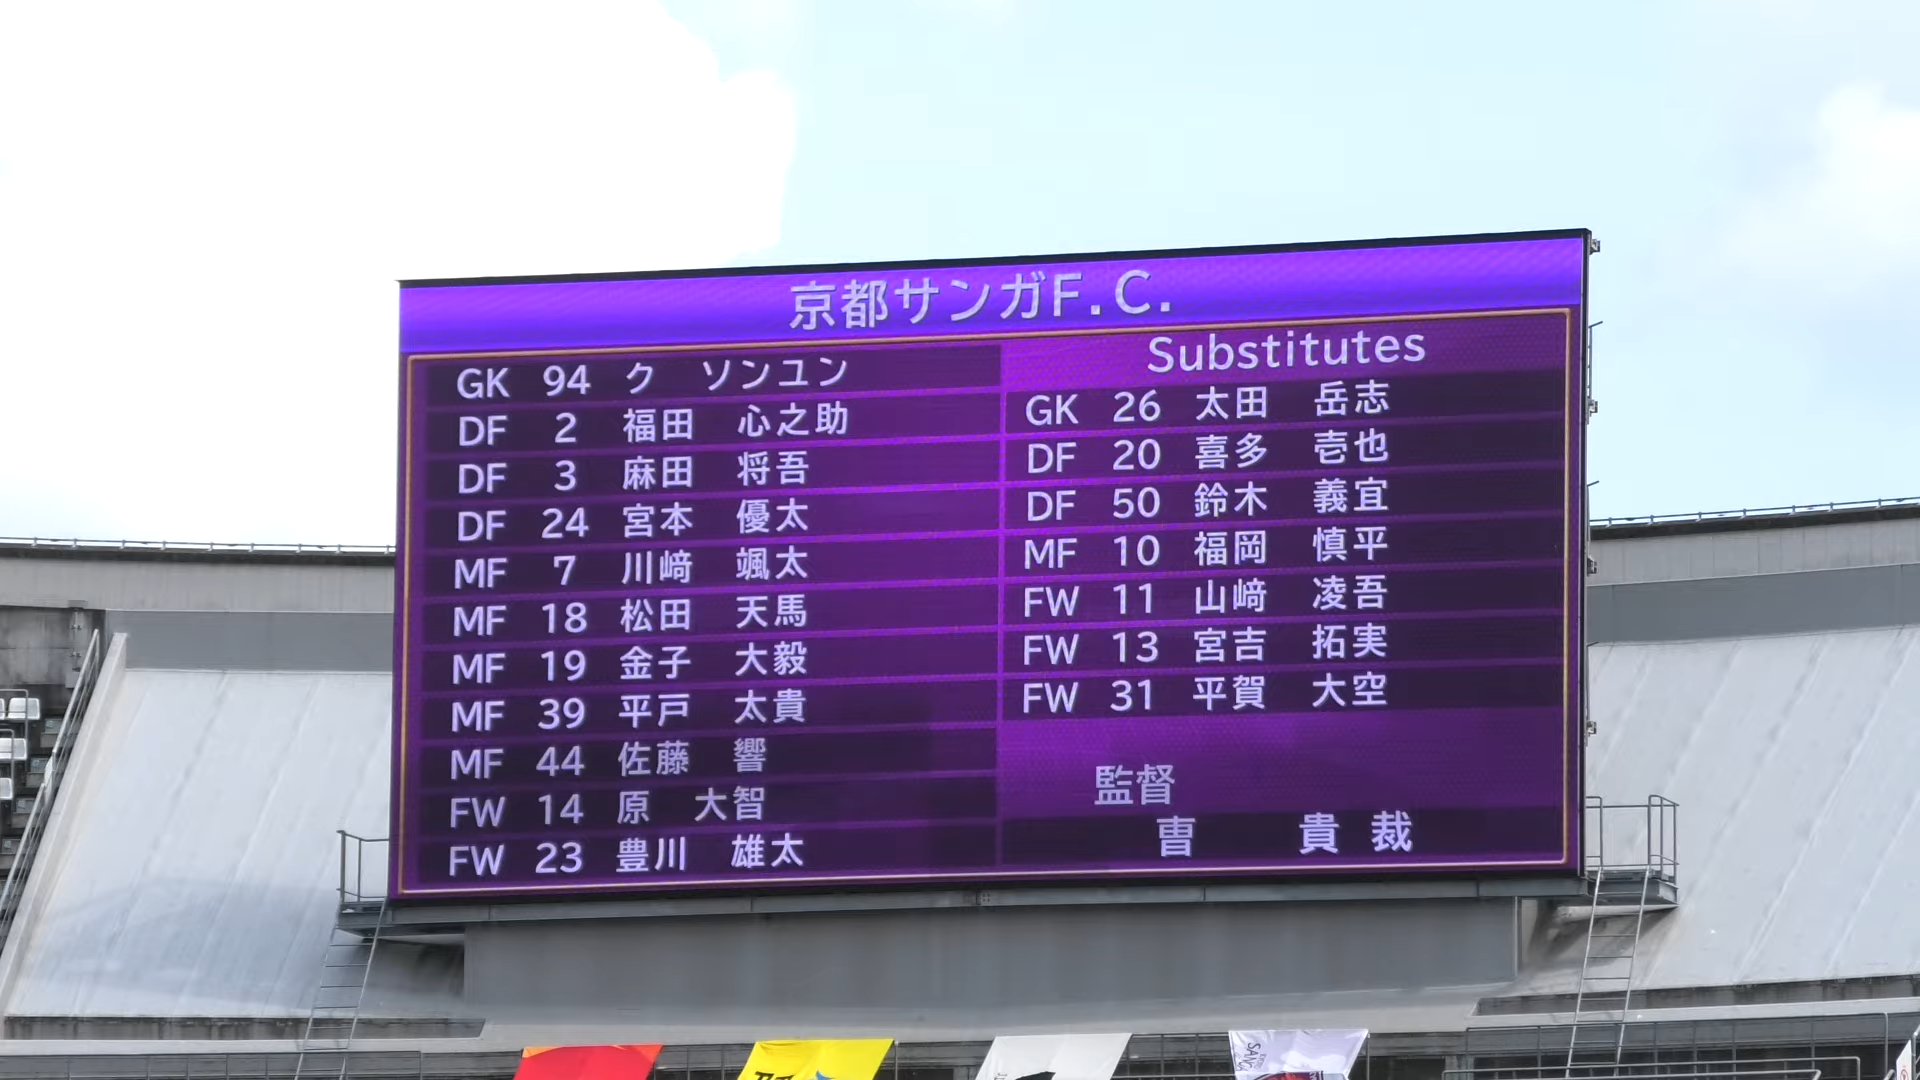 京都サンガF.C.
GK 94 ク ソンユン
DF 2 福田 心之助
DF 3 麻田 将吾
DF 24 宮本 優太
MF 7 川﨑 颯太
MF 18 松田 天馬
MF 19 金子 大毅
MF 39 平戸 太貴
MF 44 佐藤 響
FW 14 原 大智
FW 23 豊川 雄太
Substitutes
GK 26 太田 岳志
DF 20 喜多 壱也
DF 50 鈴木 義宜
MF 10 福岡 慎平
FW 11 山﨑 凌吾
FW 13 宮吉 拓実
FW 31 平賀 大空
監督
曺 貴裁